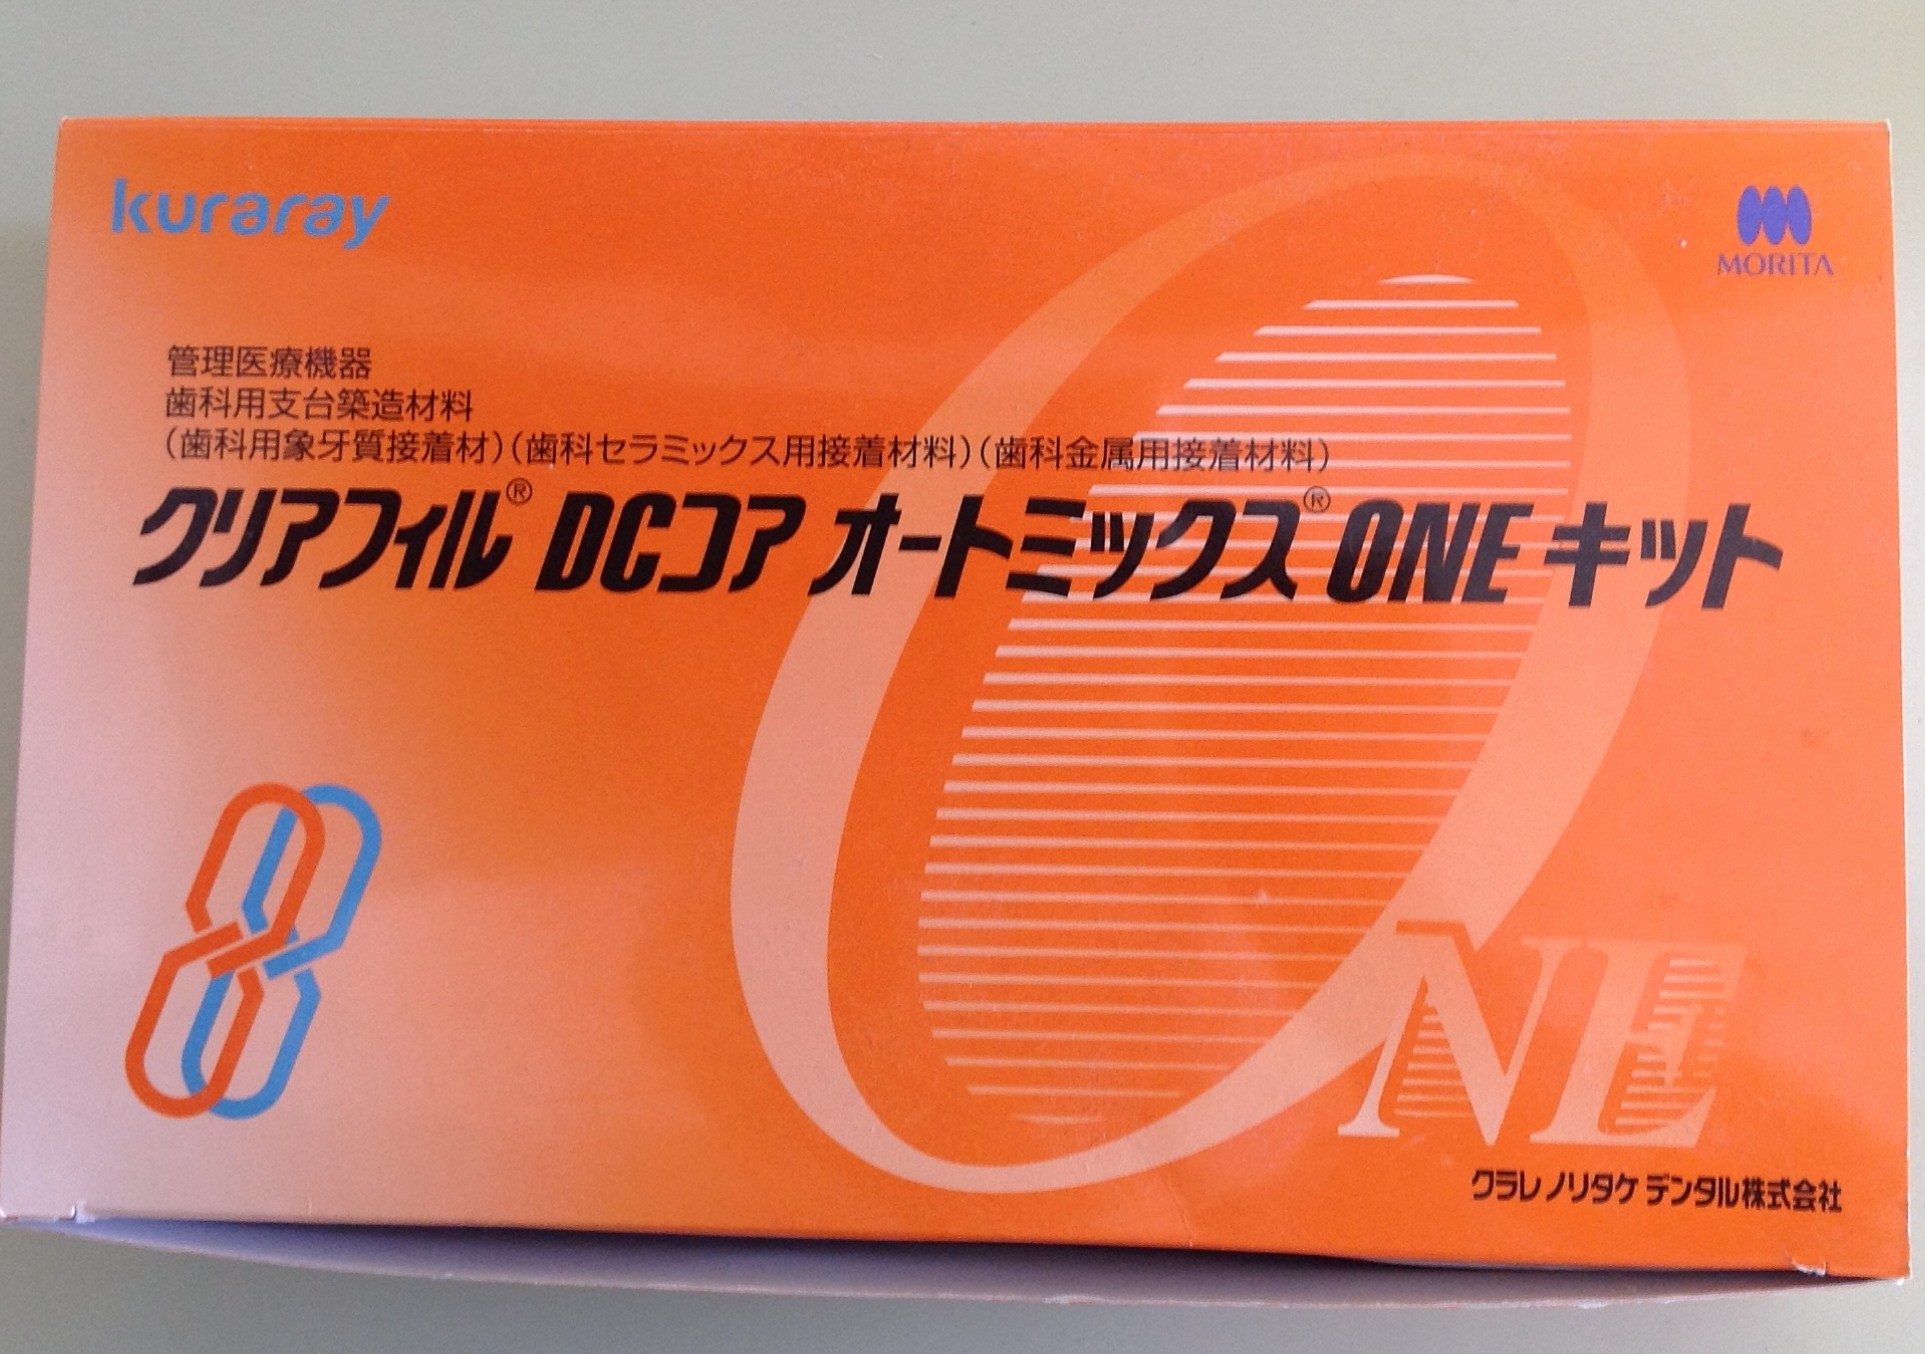 kuraray
MORITA
管理医療機器
歯科用支台築造材料
(歯科用象牙質接着材)(歯科セラミックス用接着材料)(歯科金属用接着材料)
クリアフィル® DCコア オートミックス® ONE キット
ONE
クラレ ノリタケ デンタル株式会社